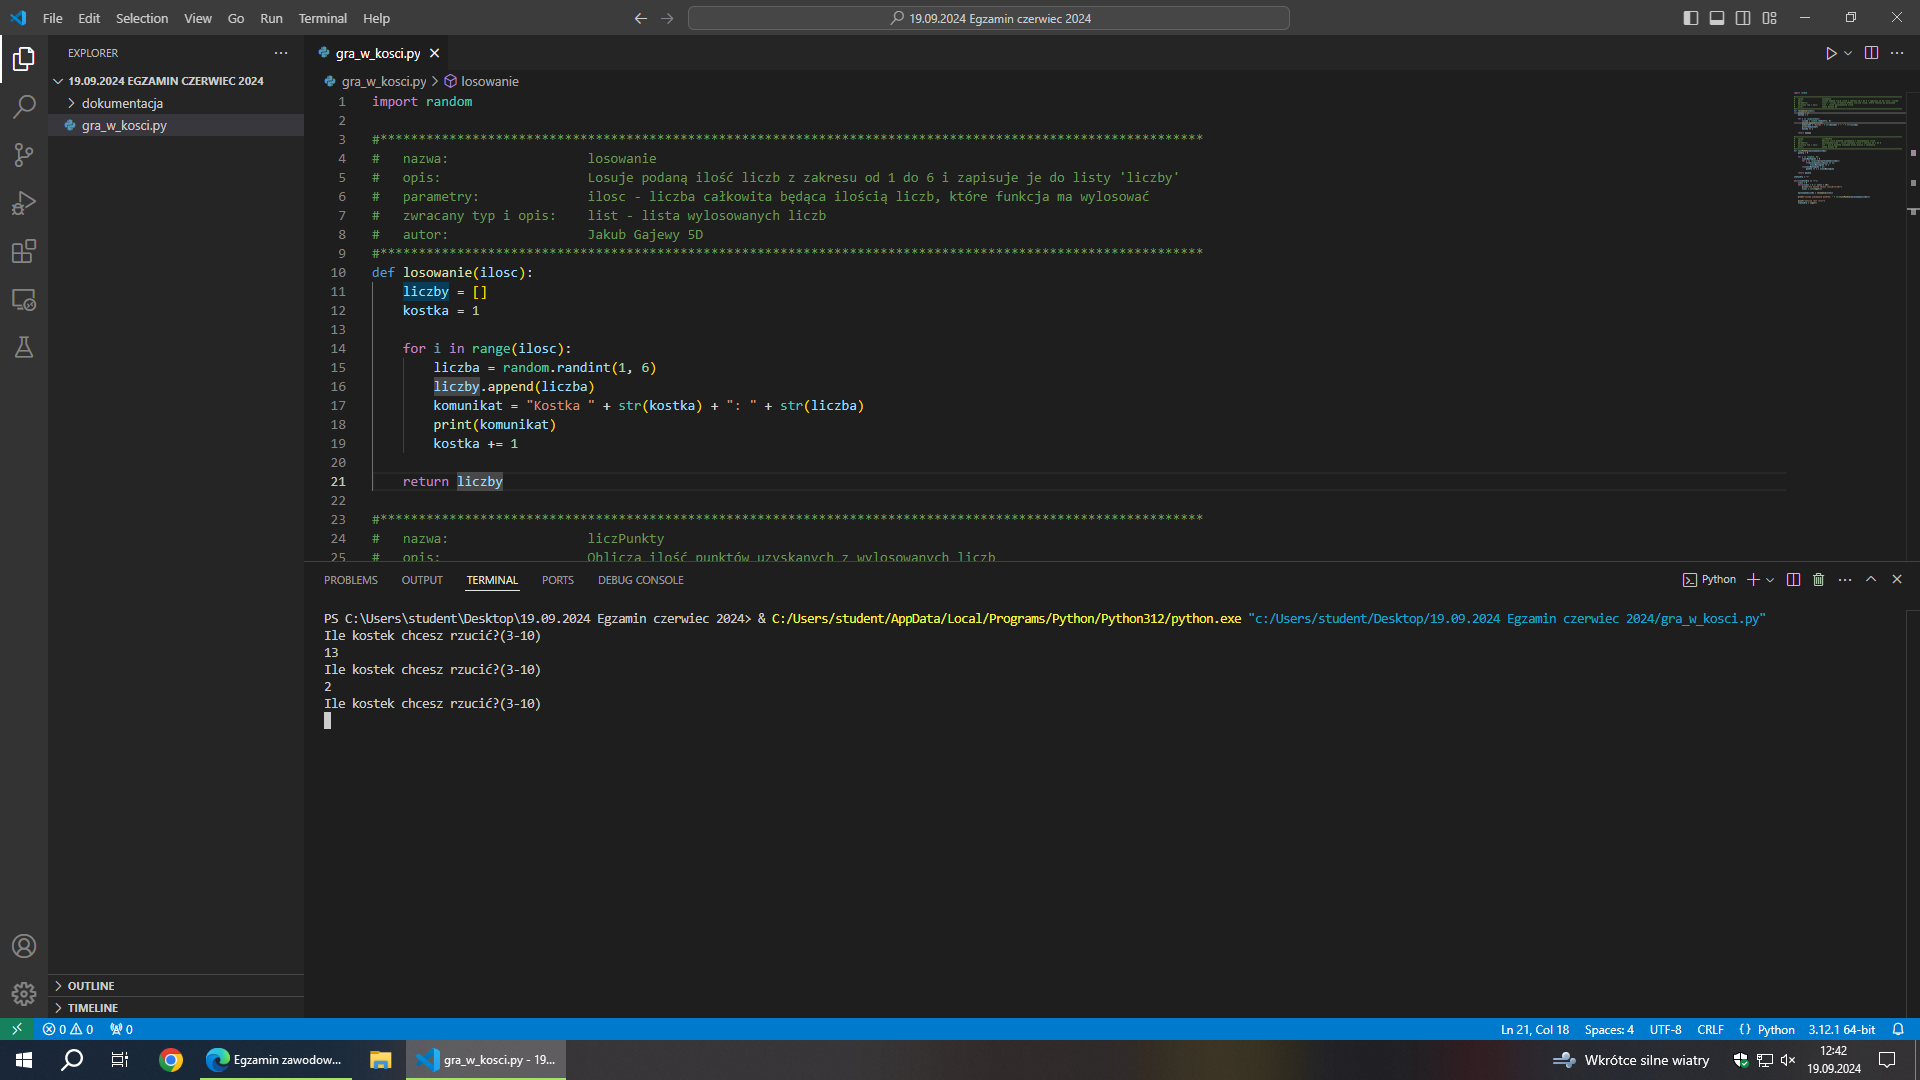 File Edit Selection View Go Run Terminal Help
19.09.2024 Egzamin czerwiec 2024
EXPLORER
19.09.2024 EGZAMIN CZERWIEC 2024
dokumentacja
gra_w_kosci.py
OUTLINE
TIMELINE
gra_w_kosci.py
gra_w_kosci.py > losowanie
1 import random
2
3 #***********************************************************************************************************
4 # nazwa: losowanie
5 # opis: Losuje podaną ilość liczb z zakresu od 1 do 6 i zapisuje je do listy 'liczby'
6 # parametry: ilosc - liczba całkowita będąca ilością liczb, które funkcja ma wylosować
7 # zwracany typ i opis: list - lista wylosowanych liczb
8 # autor: Jakub Gajewy 5D
9 #***********************************************************************************************************
10 def losowanie(ilosc):
11 liczby = []
12 kostka = 1
13
14 for i in range(ilosc):
15 liczba = random.randint(1, 6)
16 liczby.append(liczba)
17 komunikat = "Kostka " + str(kostka) + ": " + str(liczba)
18 print(komunikat)
19 kostka += 1
20
21 return liczby
22
23 #***********************************************************************************************************
24 # nazwa: liczPunkty
25 # opis: Oblicza ilość punktów uzyskanych z wylosowanych liczb
PROBLEMS OUTPUT TERMINAL PORTS DEBUG CONSOLE
Python
PS C:\Users\student\Desktop\19.09.2024 Egzamin czerwiec 2024> & C:/Users/student/AppData/Local/Programs/Python/Python312/python.exe "c:/Users/student/Desktop/19.09.2024 Egzamin czerwiec 2024/gra_w_kosci.py"
Ile kostek chcesz rzucić?(3-10)
13
Ile kostek chcesz rzucić?(3-10)
2
Ile kostek chcesz rzucić?(3-10)
0 0 0
Ln 21, Col 18 Spaces: 4 UTF-8 CRLF {} Python 3.12.1 64-bit
Egzamin zawodow...
gra_w_kosci.py - 19...
Wkrótce silne wiatry
12:42
19.09.2024